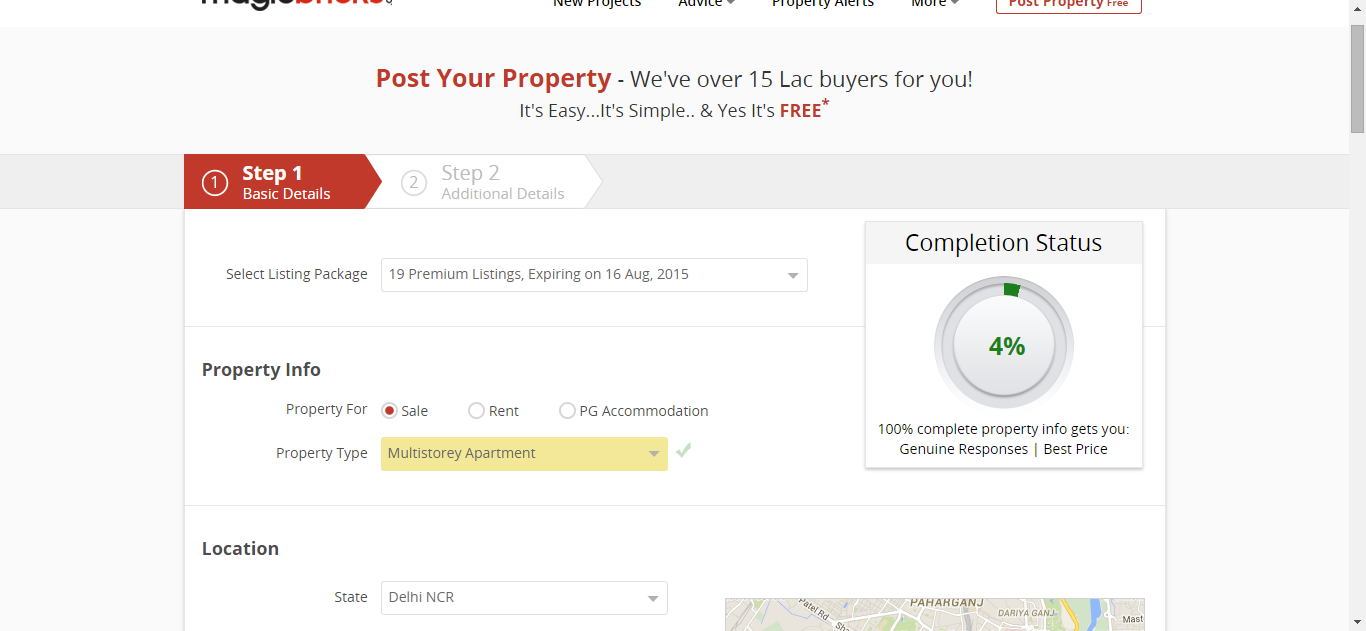 magicbricks
New Projects Advice Property Alerts More Post Property Free
Post Your Property - We've over 15 Lac buyers for you!
It's Easy...It's Simple.. & Yes It's FREE*
1 Step 1
Basic Details
2 Step 2
Additional Details
Completion Status
Select Listing Package 19 Premium Listings, Expiring on 16 Aug, 2015
4%
100% complete property info gets you:
Genuine Responses | Best Price
Property Info
Property For Sale Rent PG Accommodation
Property Type Multistorey Apartment
Location
State Delhi NCR
Patel Rd
PAHARGANJ
DARIYA GANJ